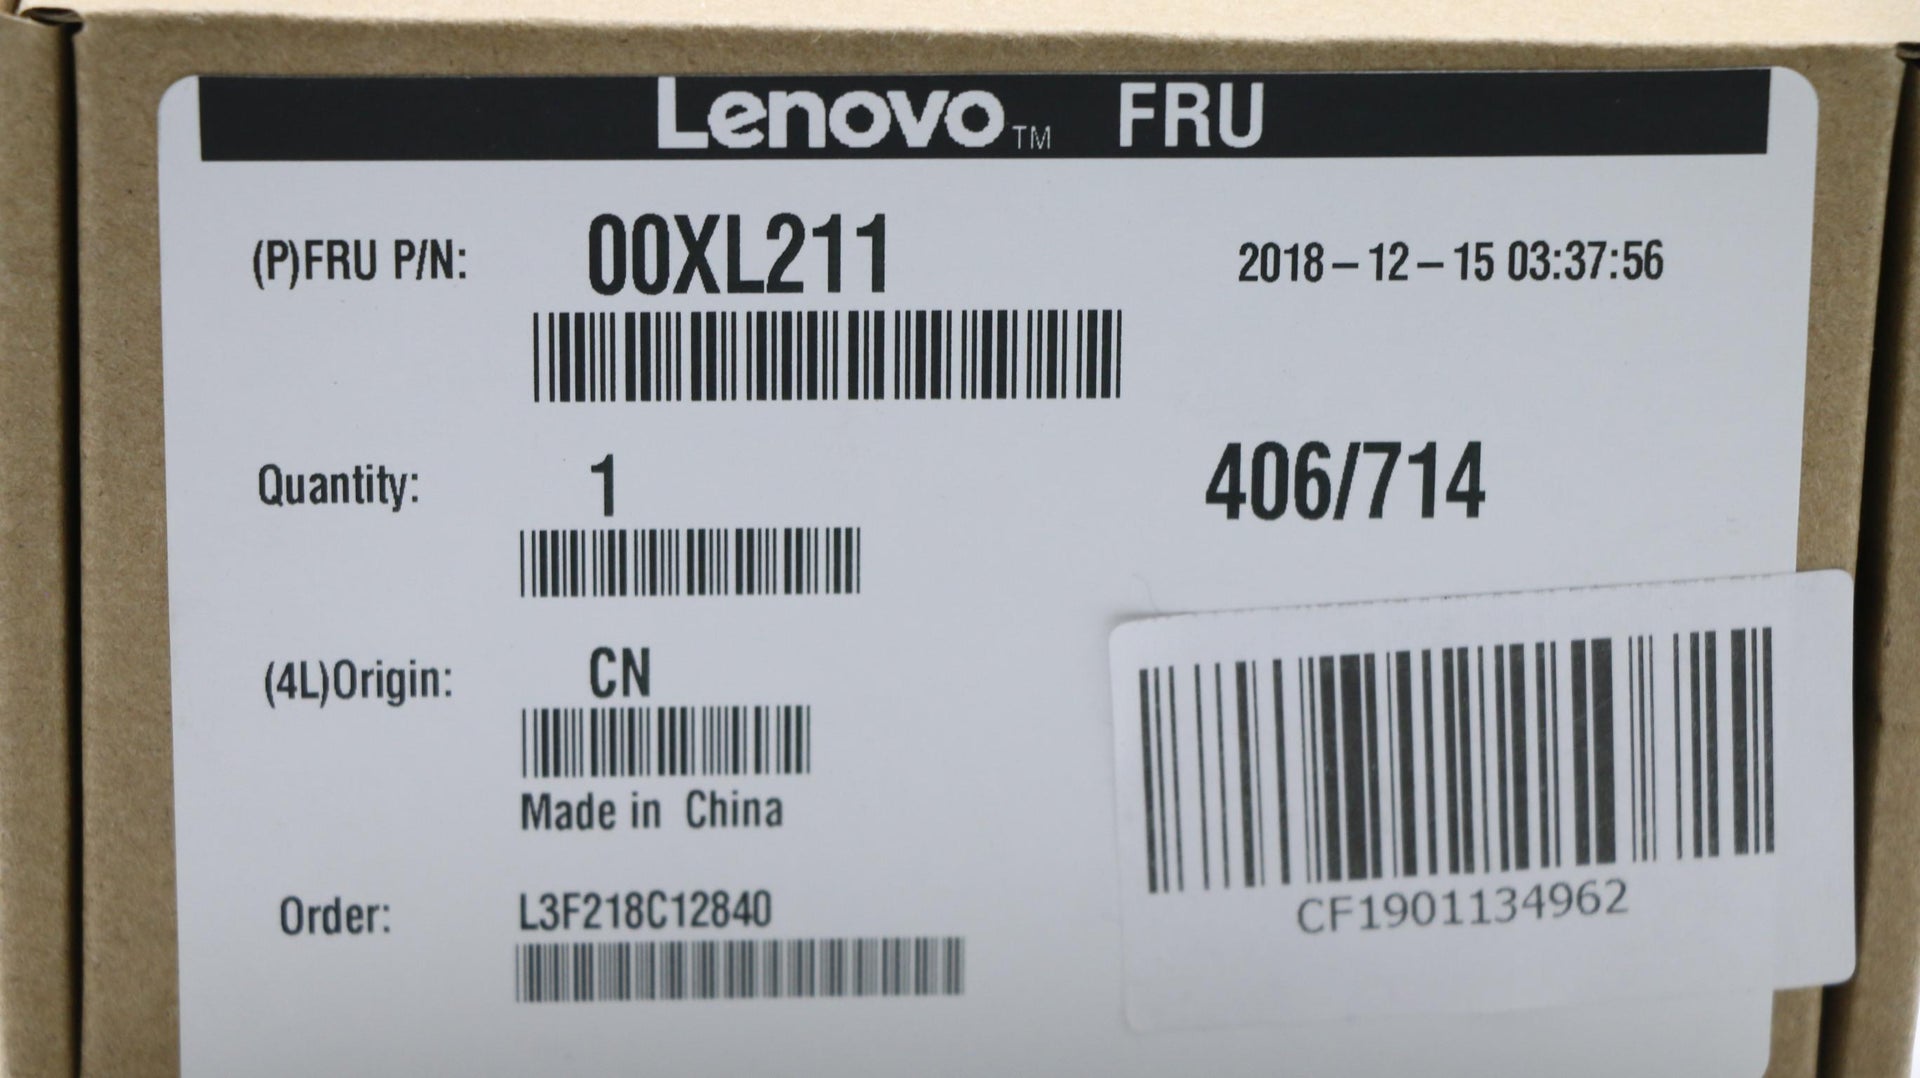 Lenovo™ FRU
(P)FRU P/N: 00XL211 2018-12-15 03:37:56
Quantity: 1 406/714
(4L)Origin: CN
Made in China
Order: L3F218C12840
CF1901134962